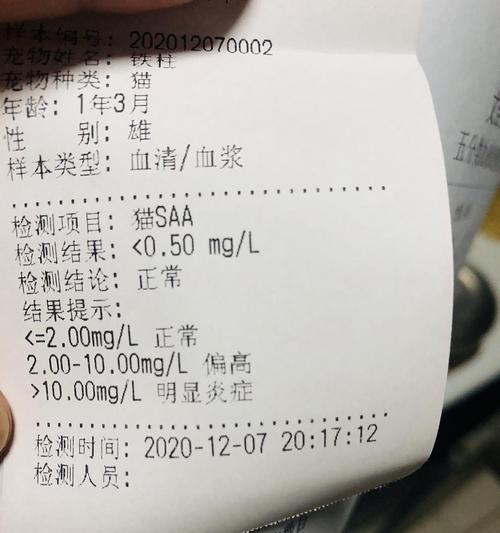 样本编号: 202012070002
宠物姓名: 铁柱
宠物种类: 猫
年龄: 1年3月
性 别: 雄
样本类型: 血清/血浆
检测项目: 猫SAA
检测结果: <0.50 mg/L
检测结论: 正常
结果提示:
<=2.00mg/L 正常
2.00-10.00mg/L 偏高
>10.00mg/L 明显炎症
检测时间: 2020-12-07 20:17:12
检测人员: